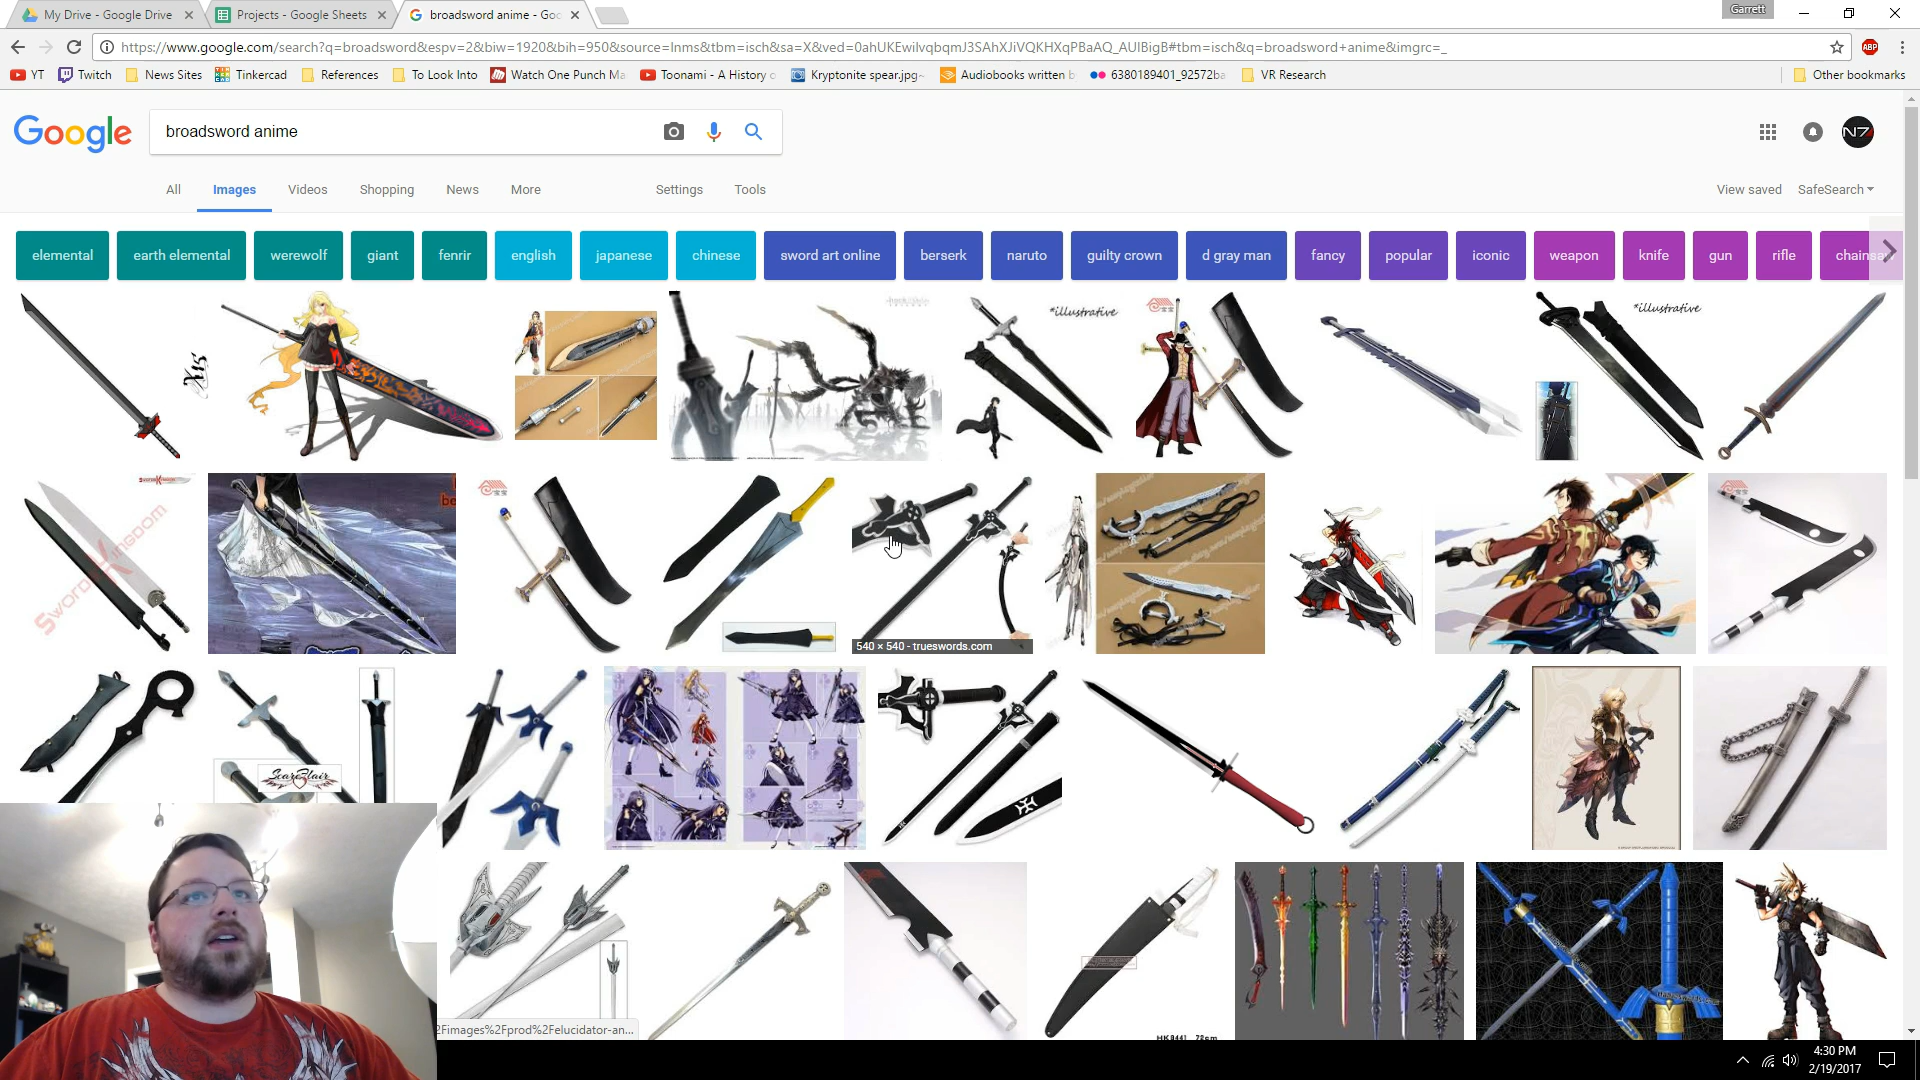 My Drive - Google Drive
Projects - Google Sheets
broadsword anime - Goo
Garrett
https://www.google.com/search?q=broadsword&espv=2&biw=1920&bih=950&source=lnms&tbm=isch&sa=X&ved=0ahUKEwilvqbqmJ3SAhXJiVQKHXqPBaAQ_AUIBigB#tbm=isch&q=broadsword+anime&imgrc=_
ABP
YT
Twitch
News Sites
Tinkercad
References
To Look Into
Watch One Punch Ma
Toonami - A History o
Kryptonite spear.jpg~
Audiobooks written b
6380189401_92572ba
VR Research
Other bookmarks
Google
broadsword anime
N7
All
Images
Videos
Shopping
News
More
Settings
Tools
View saved
SafeSearch
elemental
earth elemental
werewolf
giant
fenrir
english
japanese
chinese
sword art online
berserk
naruto
guilty crown
d gray man
fancy
popular
iconic
weapon
knife
gun
rifle
chainsaw
*illustrative
*illustrative
SwordKingdom
be
540 × 540 - trueswords.com
ScarFlair
2Fimages%2Fprod%2Felucidator-an...
4:30 PM
2/19/2017